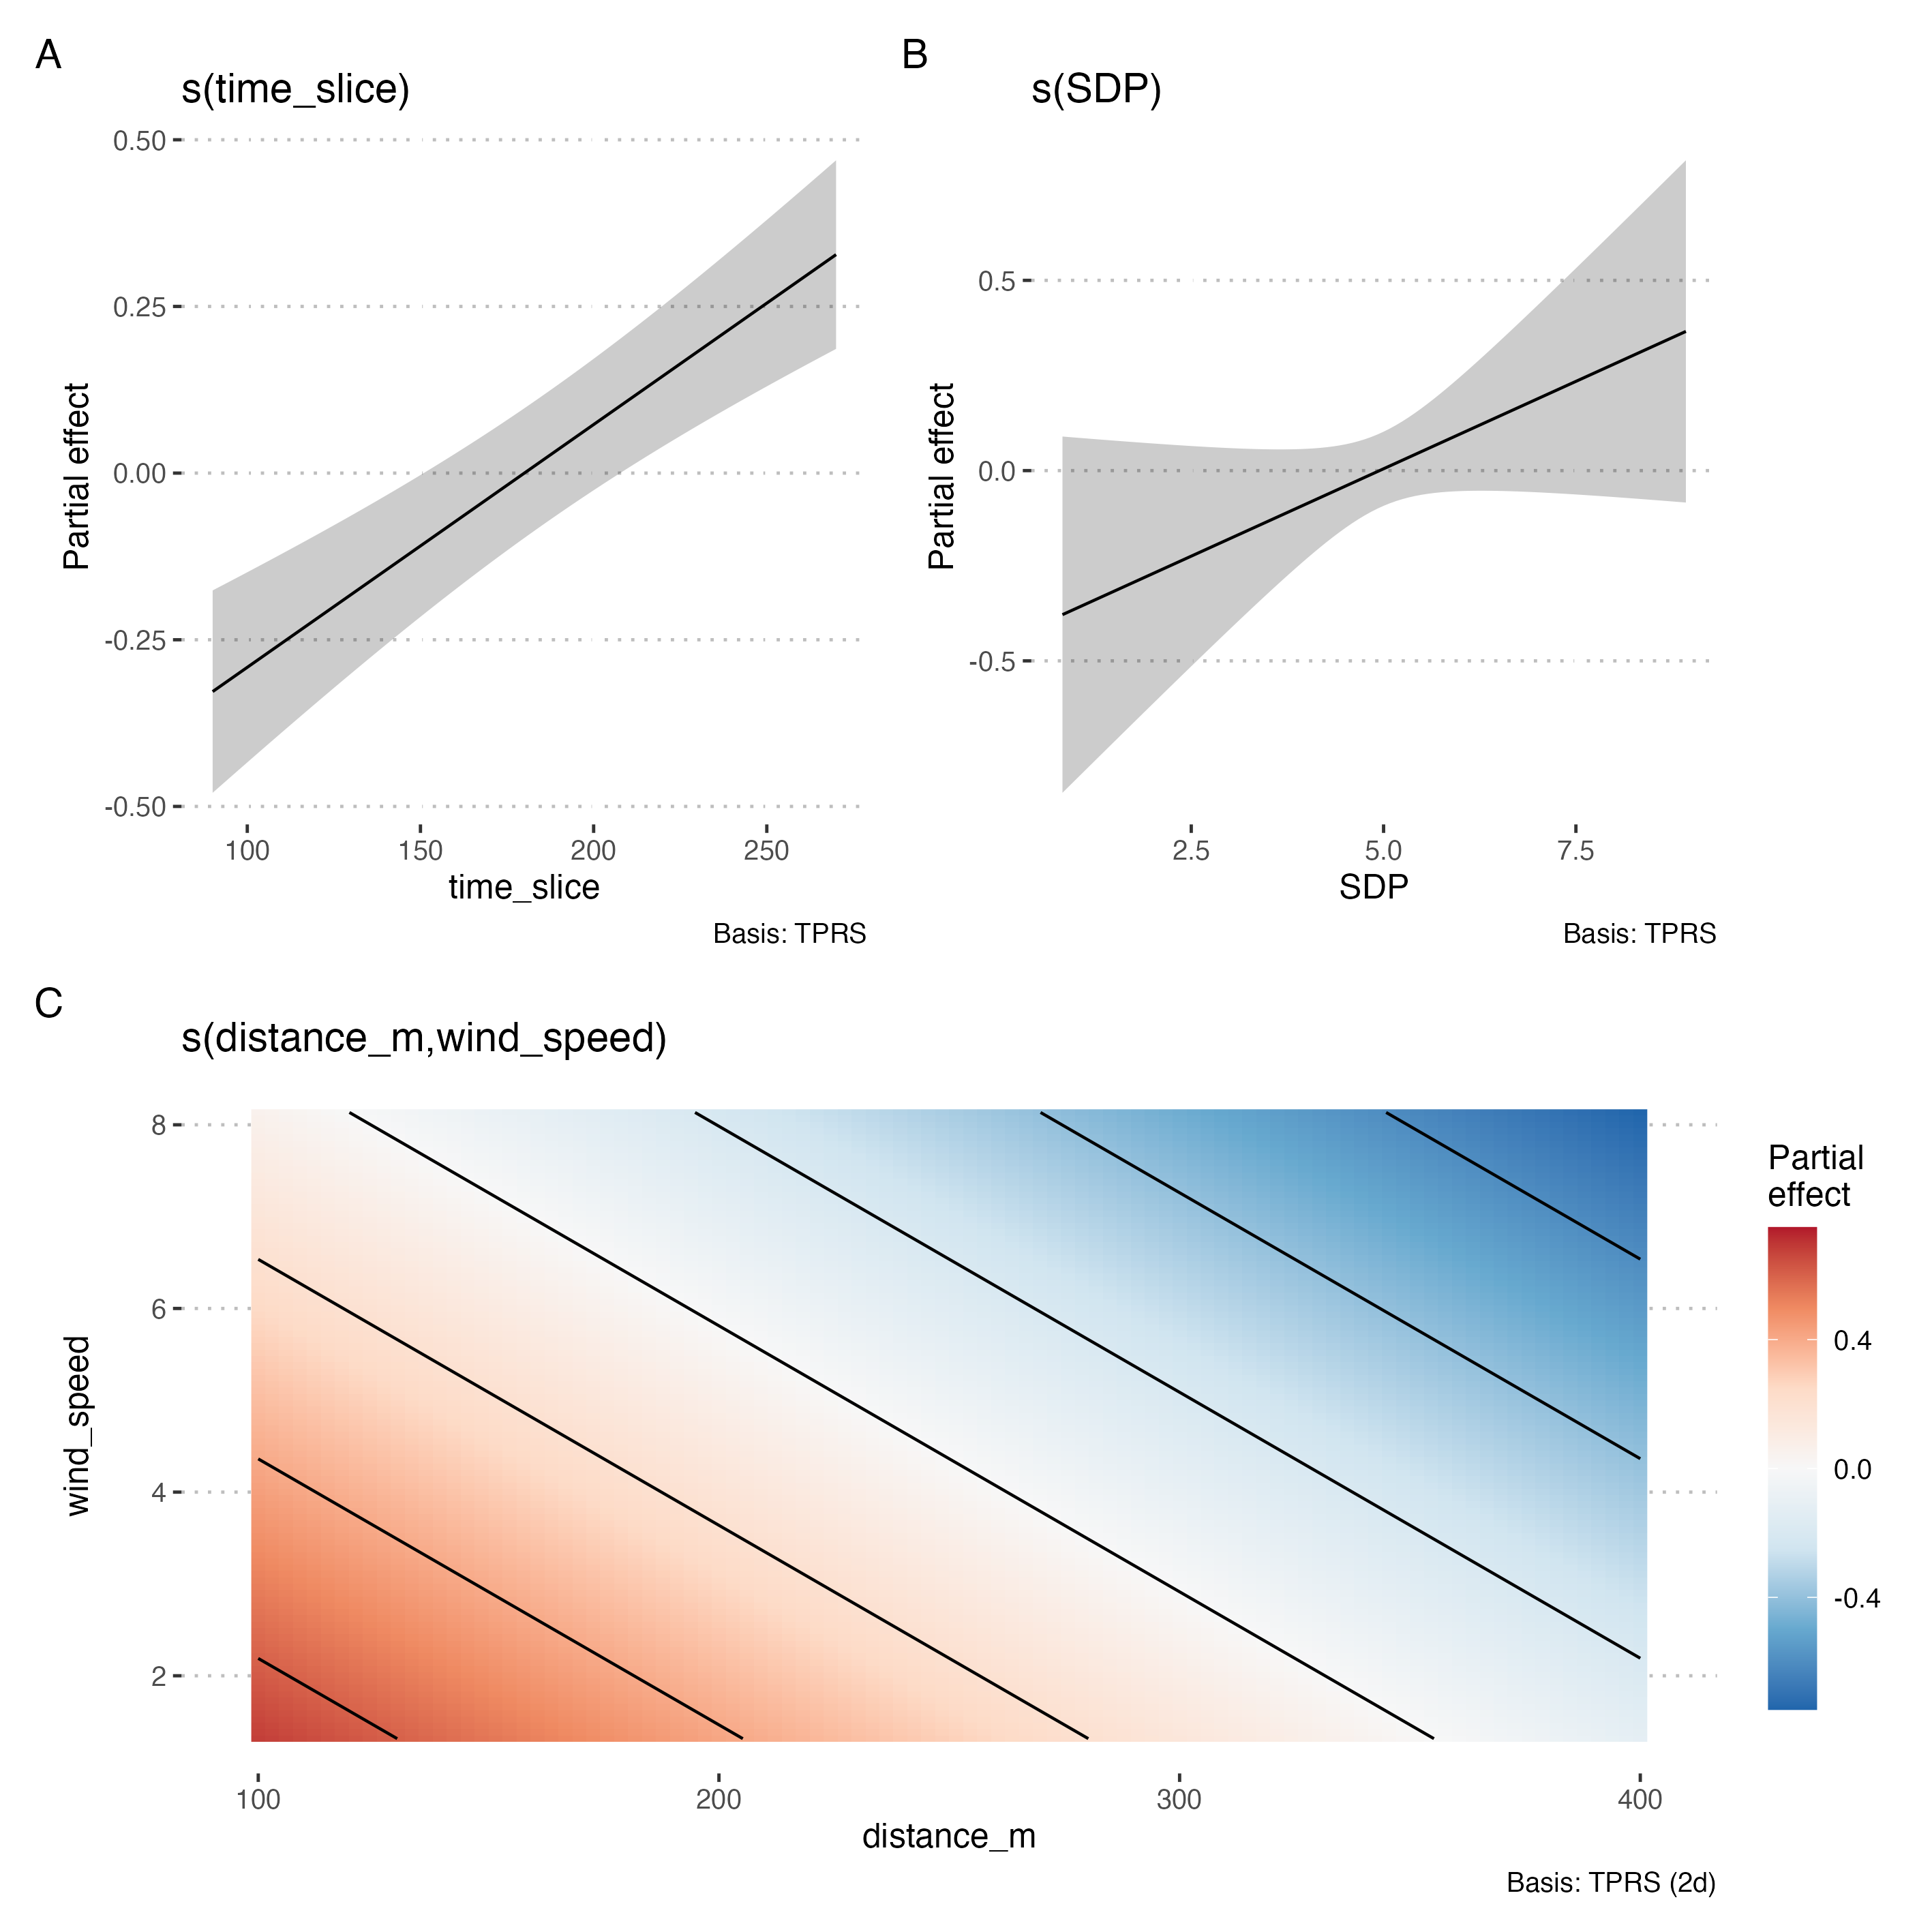 A
s(time_slice)
0.50
0.25
0.00
-0.25
-0.50
Partial effect
100 150 200 250
time_slice
Basis: TPRS
B
s(SDP)
0.5
0.0
-0.5
Partial effect
2.5 5.0 7.5
SDP
Basis: TPRS
C
s(distance_m,wind_speed)
8
6
4
2
wind_speed
100 200 300 400
distance_m
Partial
effect
0.4
0.0
-0.4
Basis: TPRS (2d)